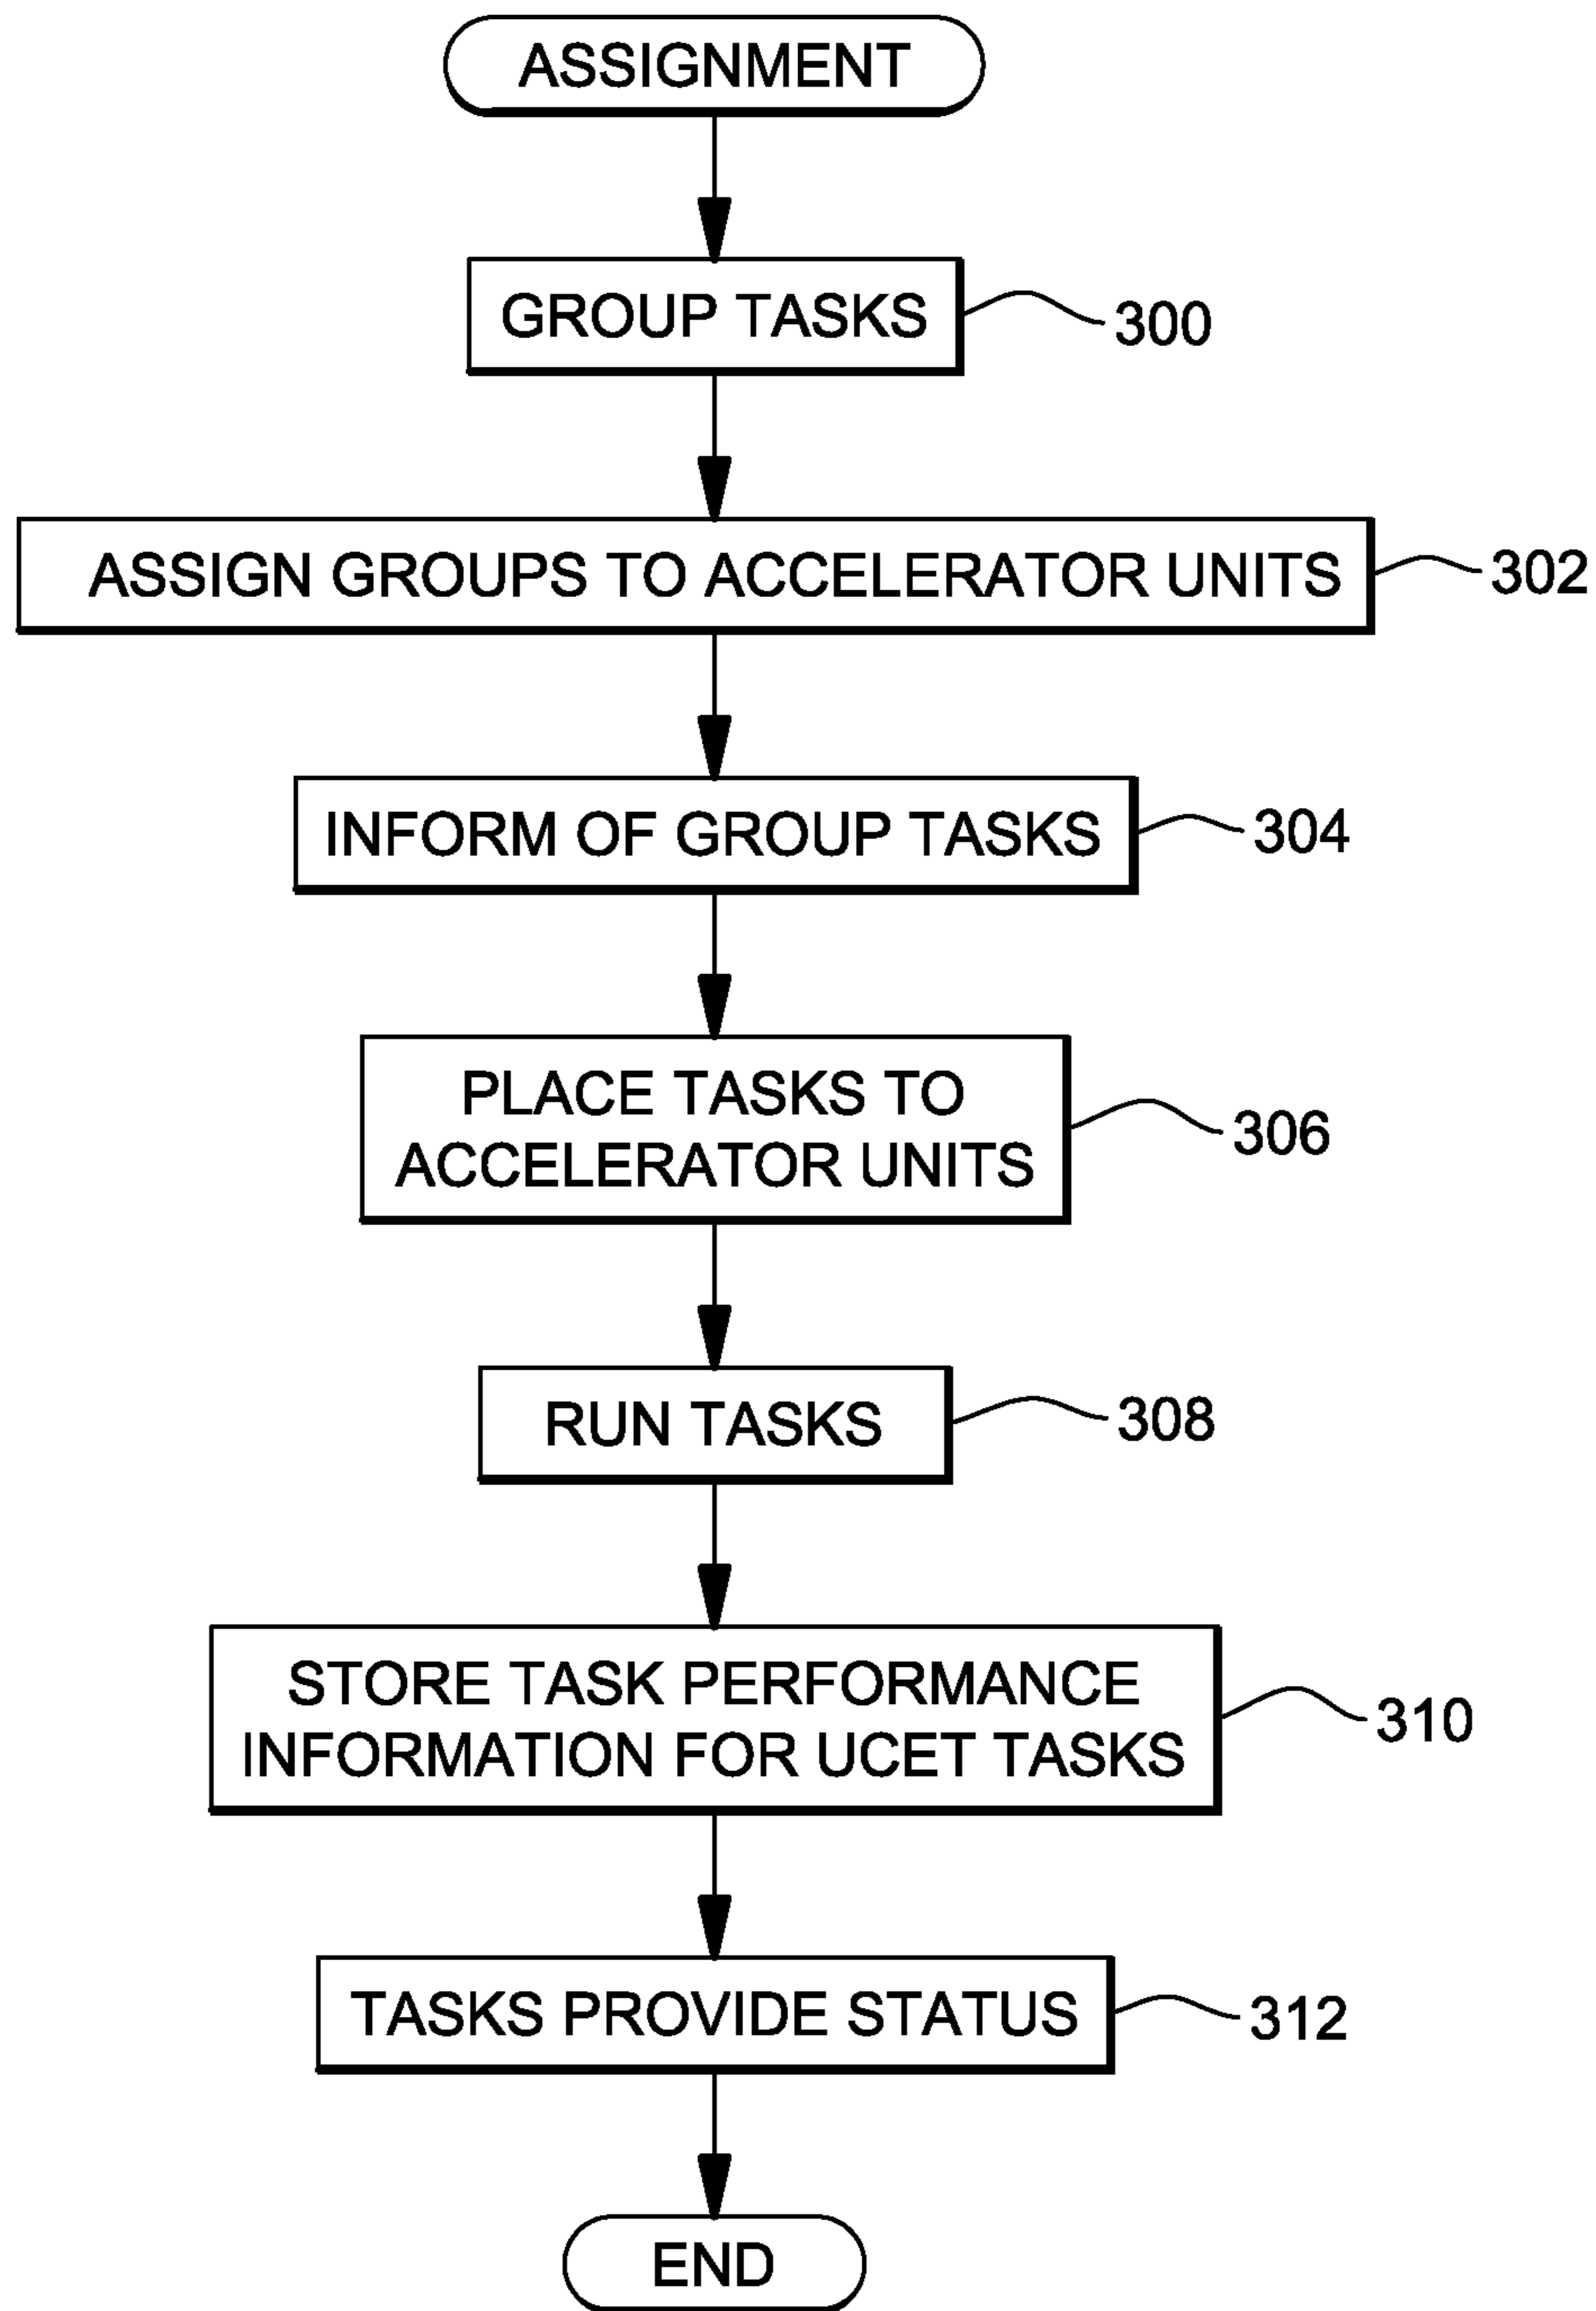 ASSIGNMENT
GROUP TASKS
300
ASSIGN GROUPS TO ACCELERATOR UNITS
302
INFORM OF GROUP TASKS
304
PLACE TASKS TO
ACCELERATOR UNITS
306
RUN TASKS
308
STORE TASK PERFORMANCE
INFORMATION FOR UCET TASKS
310
TASKS PROVIDE STATUS
312
END